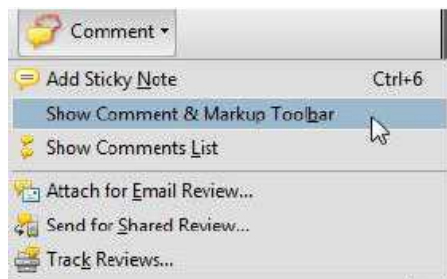 Comment
Add Sticky Note Ctrl+6
Show Comment & Markup Toolbar
Show Comments List
Attach for Email Review...
Send for Shared Review...
Track Reviews...